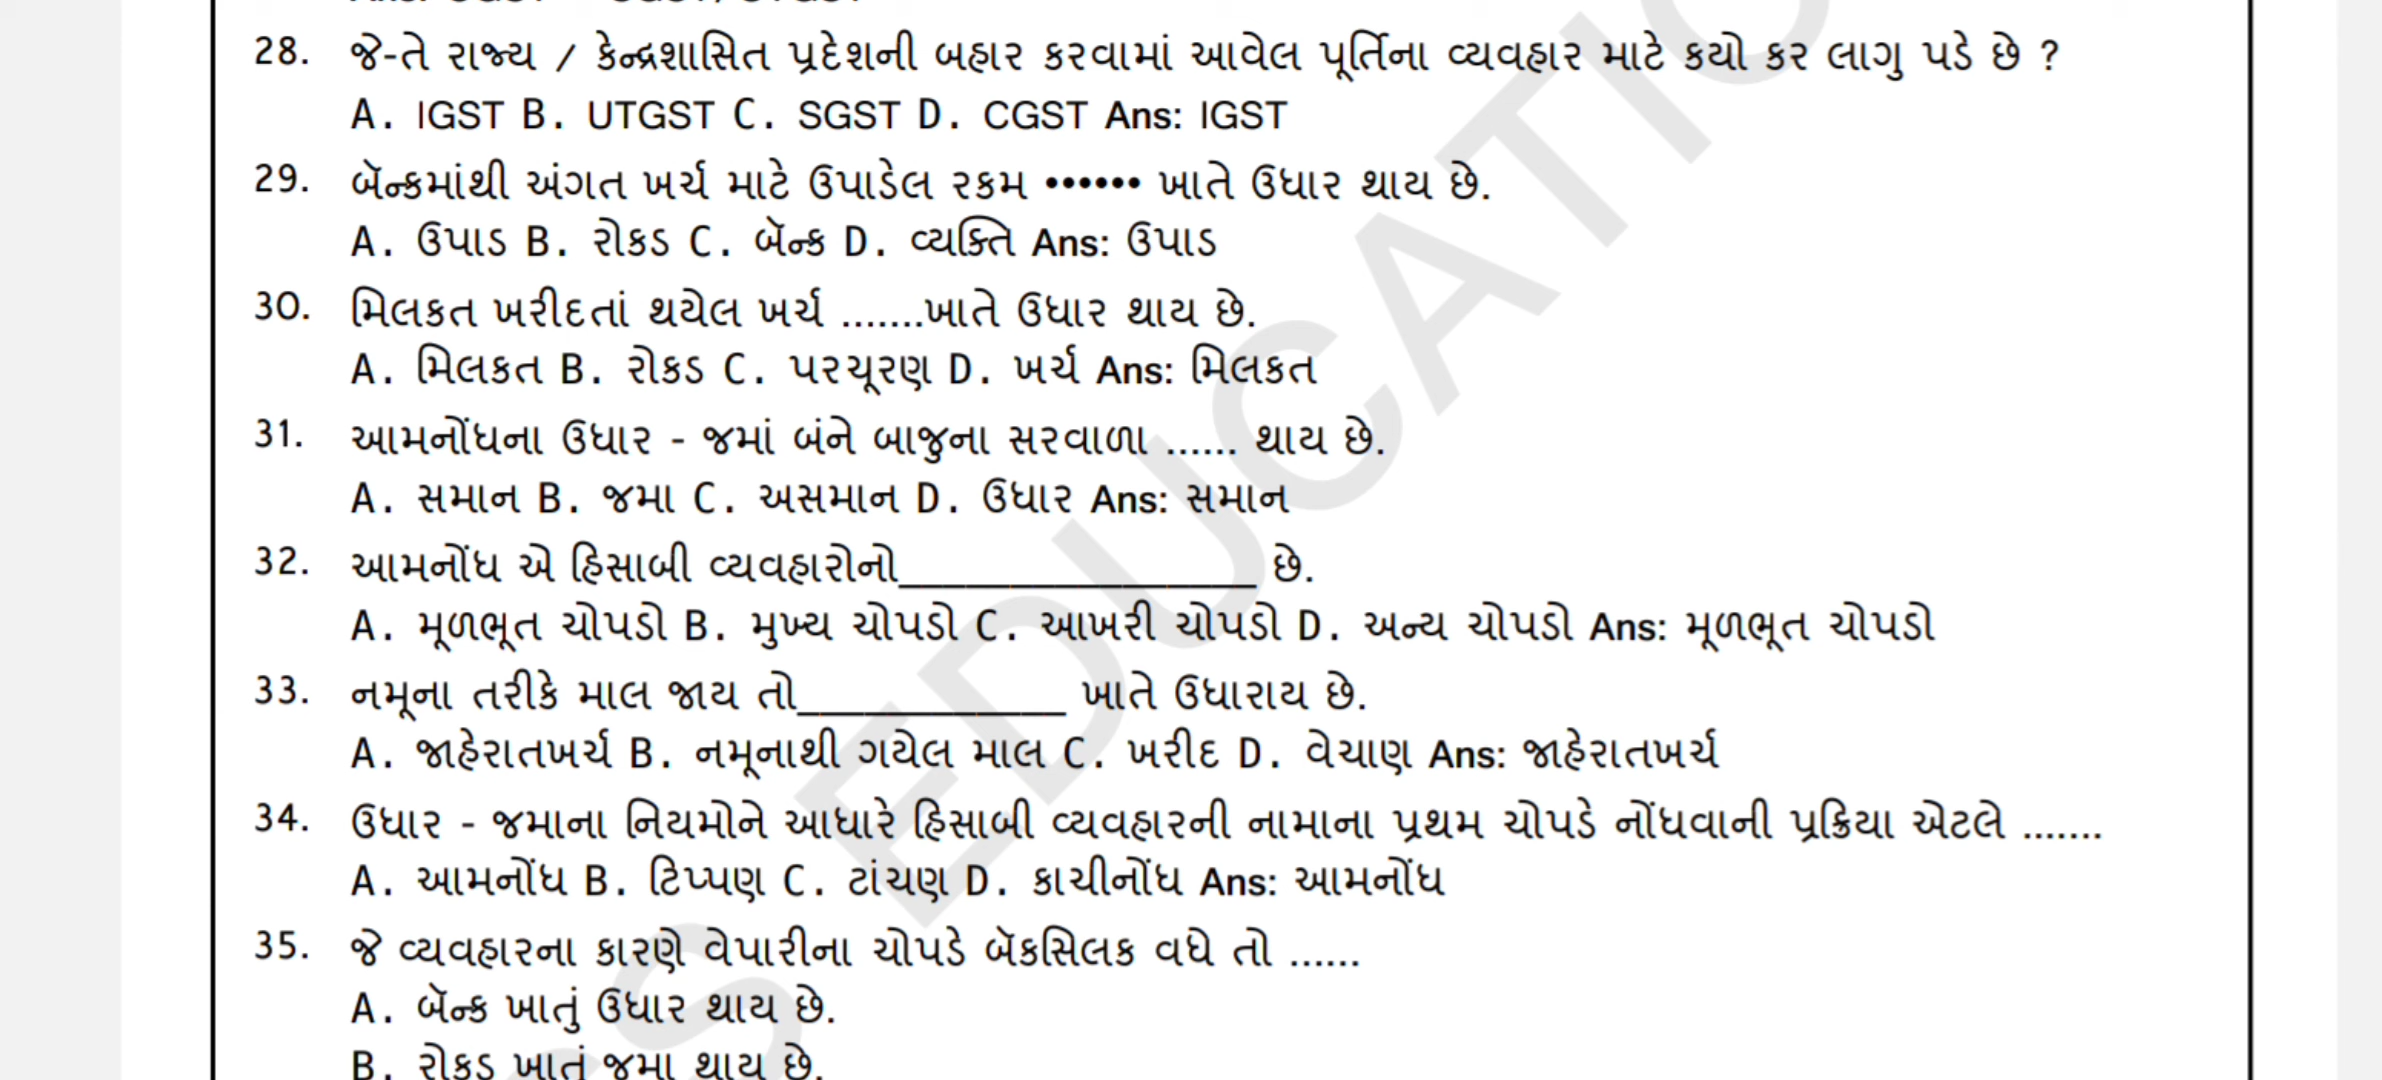 28. જે-તે રાજ્ય / કેન્દ્રશાસિત પ્રદેશની બહાર કરવામાં આવેલ પૂર્તિના વ્યવહાર માટે કયો કર લાગુ પડે છે ?
A. IGST B. UTGST C. SGST D. CGST Ans: IGST
29. બૅન્કમાંથી અંગત ખર્ચ માટે ઉપાડેલ રકમ •••••• ખાતે ઉધાર થાય છે.
A. ઉપાડ B. રોકડ C. બૅન્ક D. વ્યક્તિ Ans: ઉપાડ
30. મિલકત ખરીદતાં થયેલ ખર્ચ .......ખાતે ઉધાર થાય છે.
A. મિલકત B. રોકડ C. પરચૂરણ D. ખર્ચ Ans: મિલકત
31. આમનોંધના ઉધાર - જમાં બંને બાજુના સરવાળા ...... થાય છે.
A. સમાન B. જમા C. અસમાન D. ઉધાર Ans: સમાન
32. આમનોંધ એ હિસાબી વ્યવહારોનો________________ છે.
A. મૂળભૂત ચોપડો B. મુખ્ય ચોપડો C. આખરી ચોપડો D. અન્ય ચોપડો Ans: મૂળભૂત ચોપડો
33. નમૂના તરીકે માલ જાય તો____________ ખાતે ઉધારાય છે.
A. જાહેરાતખર્ચ B. નમૂનાથી ગયેલ માલ C. ખરીદ D. વેચાણ Ans: જાહેરાતખર્ચ
34. ઉધાર - જમાના નિયમોને આધારે હિસાબી વ્યવહારની નામાના પ્રથમ ચોપડે નોંધવાની પ્રક્રિયા એટલે .......
A. આમનોંધ B. ટિપ્પણ C. ટાંચણ D. કાચીનોંધ Ans: આમનોંધ
35. જે વ્યવહારના કારણે વેપારીના ચોપડે બૅંકસિલક વધે તો ......
A. બૅન્ક ખાતું ઉધાર થાય છે.
B. રોકડ ખાતું જમા થાય છે.